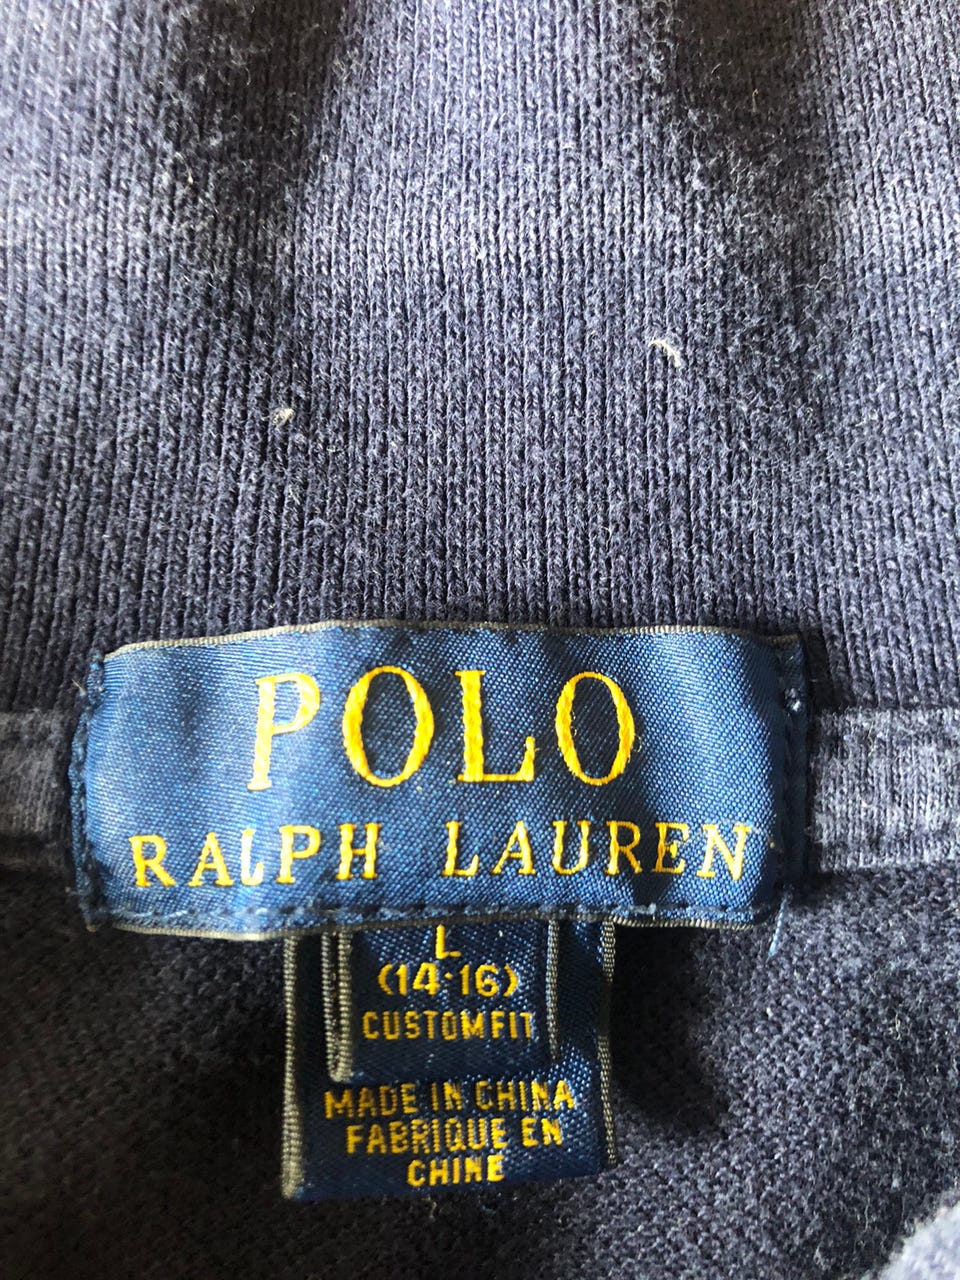 POLO
RALPH LAUREN
L
(14-16)
CUSTOM FIT
MADE IN CHINA
FABRIQUE EN
CHINE